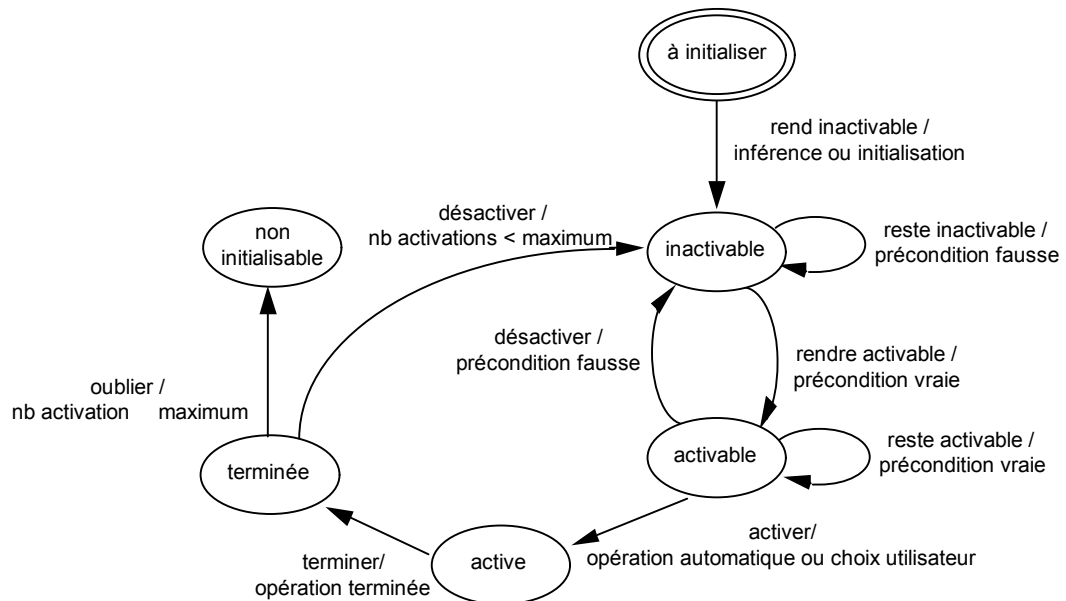 à initialiser
rend inactivable /
inférence ou initialisation
désactiver /
nb activations < maximum
non
initialisable
inactivable
reste inactivable /
précondition fausse
désactiver /
précondition fausse
rendre activable /
précondition vraie
oublier /
nb activation maximum
terminée
activable
reste activable /
précondition vraie
activer/
opération automatique ou choix utilisateur
terminer/
opération terminée
active